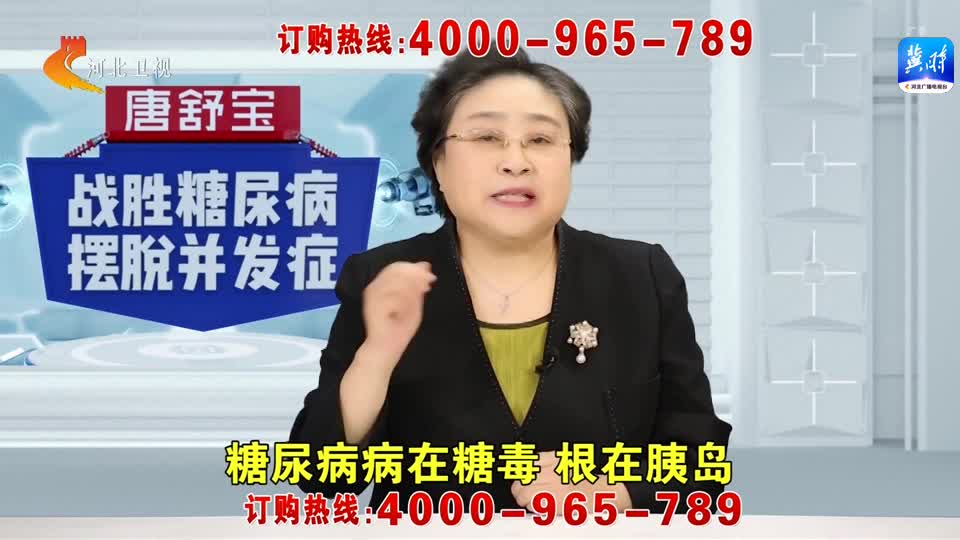 订购热线:4000-965-789
河北卫视
冀时
河北广播电视台
唐舒宝
战胜糖尿病
摆脱并发症
糖尿病病在糖毒 根在胰岛
订购热线:4000-965-789